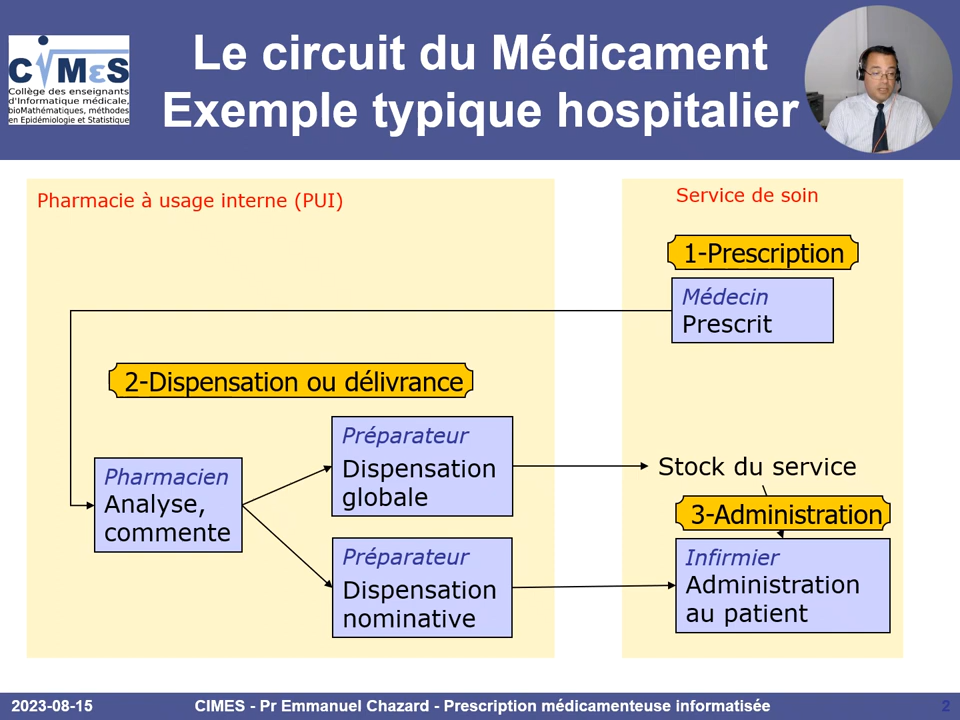 Le circuit du Médicament
Exemple typique hospitalier
CIMεS
Collège des enseignants
d'Informatique médicale,
bioMathématiques, méthodes
en Epidémiologie et Statistique
Pharmacie à usage interne (PUI)
Service de soin
1-Prescription
Médecin
Prescrit
2-Dispensation ou délivrance
Préparateur
Dispensation
globale
Pharmacien
Analyse,
commente
Stock du service
3-Administration
Préparateur
Dispensation
nominative
Infirmier
Administration
au patient
2023-08-15
CIMES - Pr Emmanuel Chazard - Prescription médicamenteuse informatisée
2